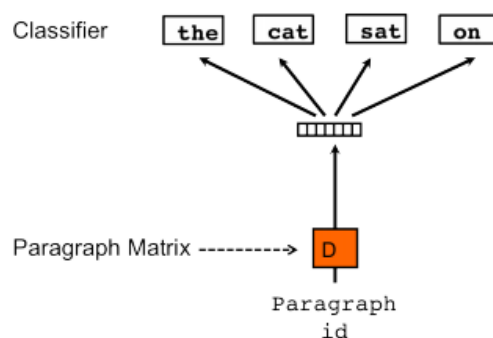 Classifier the cat sat on
Paragraph Matrix D
Paragraph
id